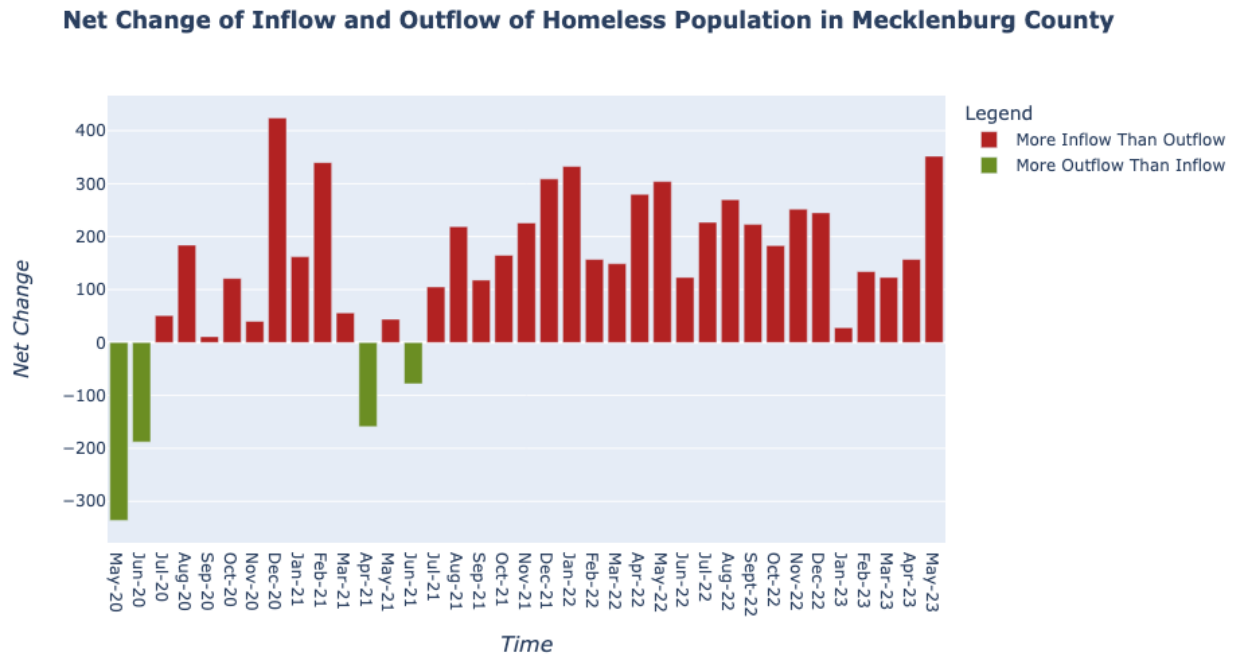 Net Change of Inflow and Outflow of Homeless Population in Mecklenburg County
Legend
More Inflow Than Outflow
More Outflow Than Inflow
Net Change
400
300
200
100
0
−100
−200
−300
May-20
Jun-20
Jul-20
Aug-20
Sep-20
Oct-20
Nov-20
Dec-20
Jan-21
Feb-21
Mar-21
Apr-21
May-21
Jun-21
Jul-21
Aug-21
Sep-21
Oct-21
Nov-21
Dec-21
Jan-22
Feb-22
Mar-22
Apr-22
May-22
Jun-22
Jul-22
Aug-22
Sept-22
Oct-22
Nov-22
Dec-22
Jan-23
Feb-23
Mar-23
Apr-23
May-23
Time